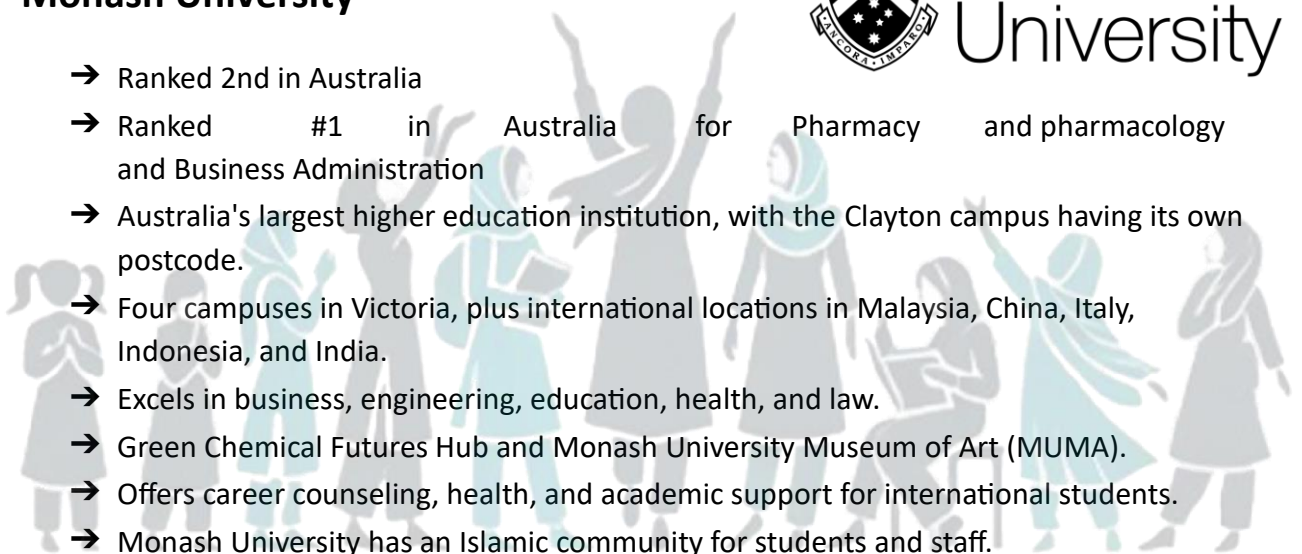 Monash University
University
ANCORA IMPARO
➔ Ranked 2nd in Australia
➔ Ranked #1 in Australia for Pharmacy and pharmacology
and Business Administration
➔ Australia's largest higher education institution, with the Clayton campus having its own
postcode.
➔ Four campuses in Victoria, plus international locations in Malaysia, China, Italy,
Indonesia, and India.
➔ Excels in business, engineering, education, health, and law.
➔ Green Chemical Futures Hub and Monash University Museum of Art (MUMA).
➔ Offers career counseling, health, and academic support for international students.
➔ Monash University has an Islamic community for students and staff.